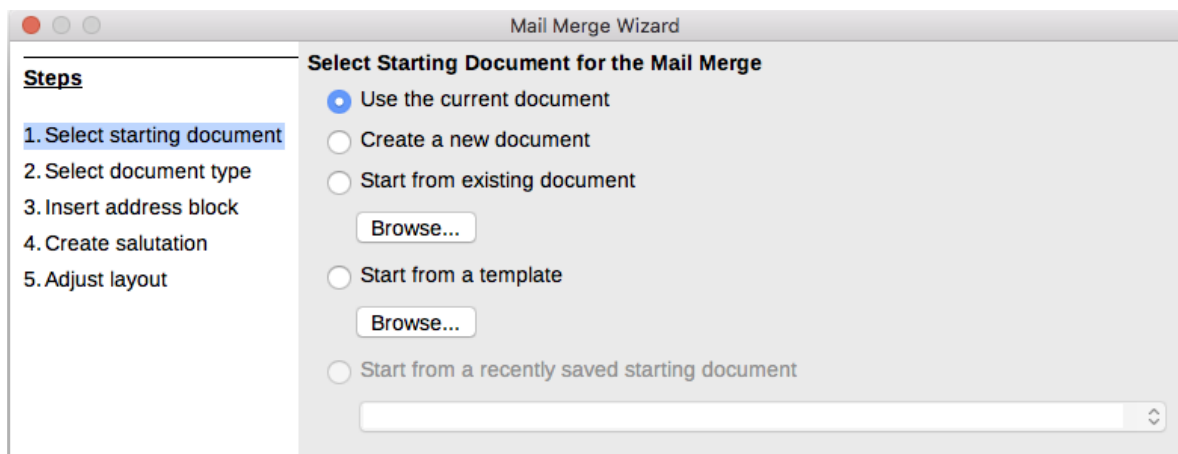 Mail Merge Wizard
Steps
1. Select starting document
2. Select document type
3. Insert address block
4. Create salutation
5. Adjust layout
Select Starting Document for the Mail Merge
Use the current document
Create a new document
Start from existing document
Browse...
Start from a template
Browse...
Start from a recently saved starting document